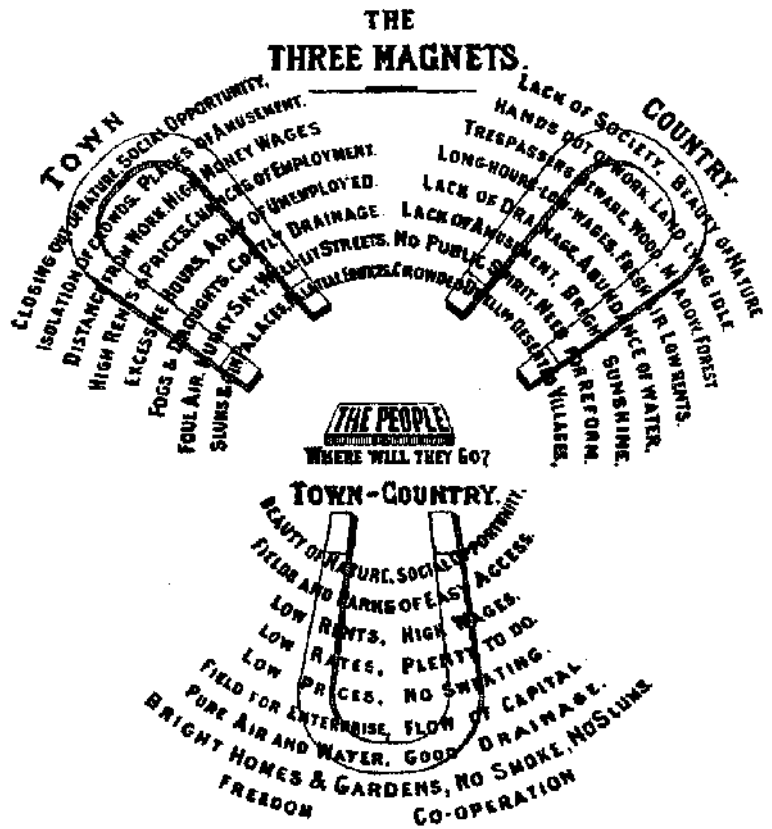 THE
THREE MAGNETS.
TOWN
CLOSING OUT OF NATURE. SOCIAL OPPORTUNITY.
ISOLATION OF CROWDS. PLACES OF AMUSEMENT.
DISTANCE FROM WORK. HIGH MONEY WAGES
HIGH RENTS & PRICES. CHANCES OF EMPLOYMENT.
EXCESSIVE HOURS. ARMY OF UNEMPLOYED.
FOGS & DROUGHTS. COSTLY DRAINAGE.
FOUL AIR. MURKY SKY. WELL-LIT STREETS.
SLUMS & GIN PALACES. PALATIAL EDIFICES.
COUNTRY.
LACK OF SOCIETY. BEAUTY OF NATURE
HANDS OUT OF WORK. LAND LYING IDLE
TRESPASSERS BEWARE. WOOD, MEADOW, FOREST
LONG-HOURS-LOW-WAGES. FRESH AIR LOW RENTS.
LACK OF DRAINAGE. ABUNDANCE OF WATER.
LACK OF AMUSEMENT. BRIGHT SUNSHINE.
NO PUBLIC SPIRIT. NEED FOR REFORM.
CROWDED DWELLINGS DESERTED VILLAGES.
THE PEOPLE
WHERE WILL THEY GO?
TOWN-COUNTRY.
BEAUTY OF NATURE. SOCIAL OPPORTUNITY.
FIELDS AND PARKS OF EASY ACCESS.
LOW RENTS, HIGH WAGES.
LOW RATES, PLENTY TO DO.
LOW PRICES, NO SWEATING.
FIELD FOR ENTERPRISE, FLOW OF CAPITAL
PURE AIR AND WATER, GOOD DRAINAGE.
BRIGHT HOMES & GARDENS, NO SMOKE, NO SLUMS
FREEDOM CO-OPERATION